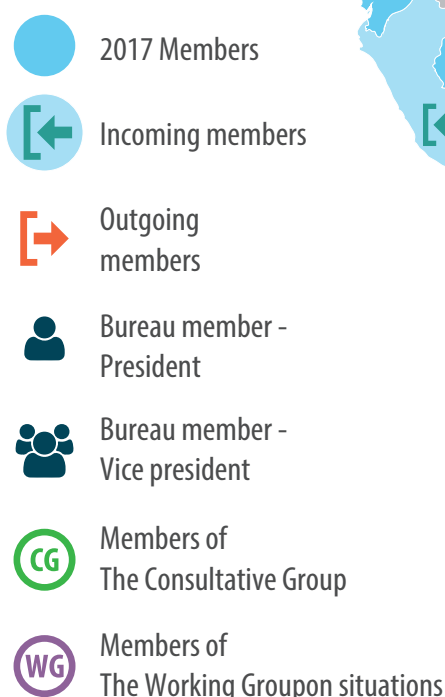 2017 Members
Incoming members
Outgoing
members
Bureau member -
President
Bureau member -
Vice president
CG
Members of
The Consultative Group
WG
Members of
The Working Groupon situations